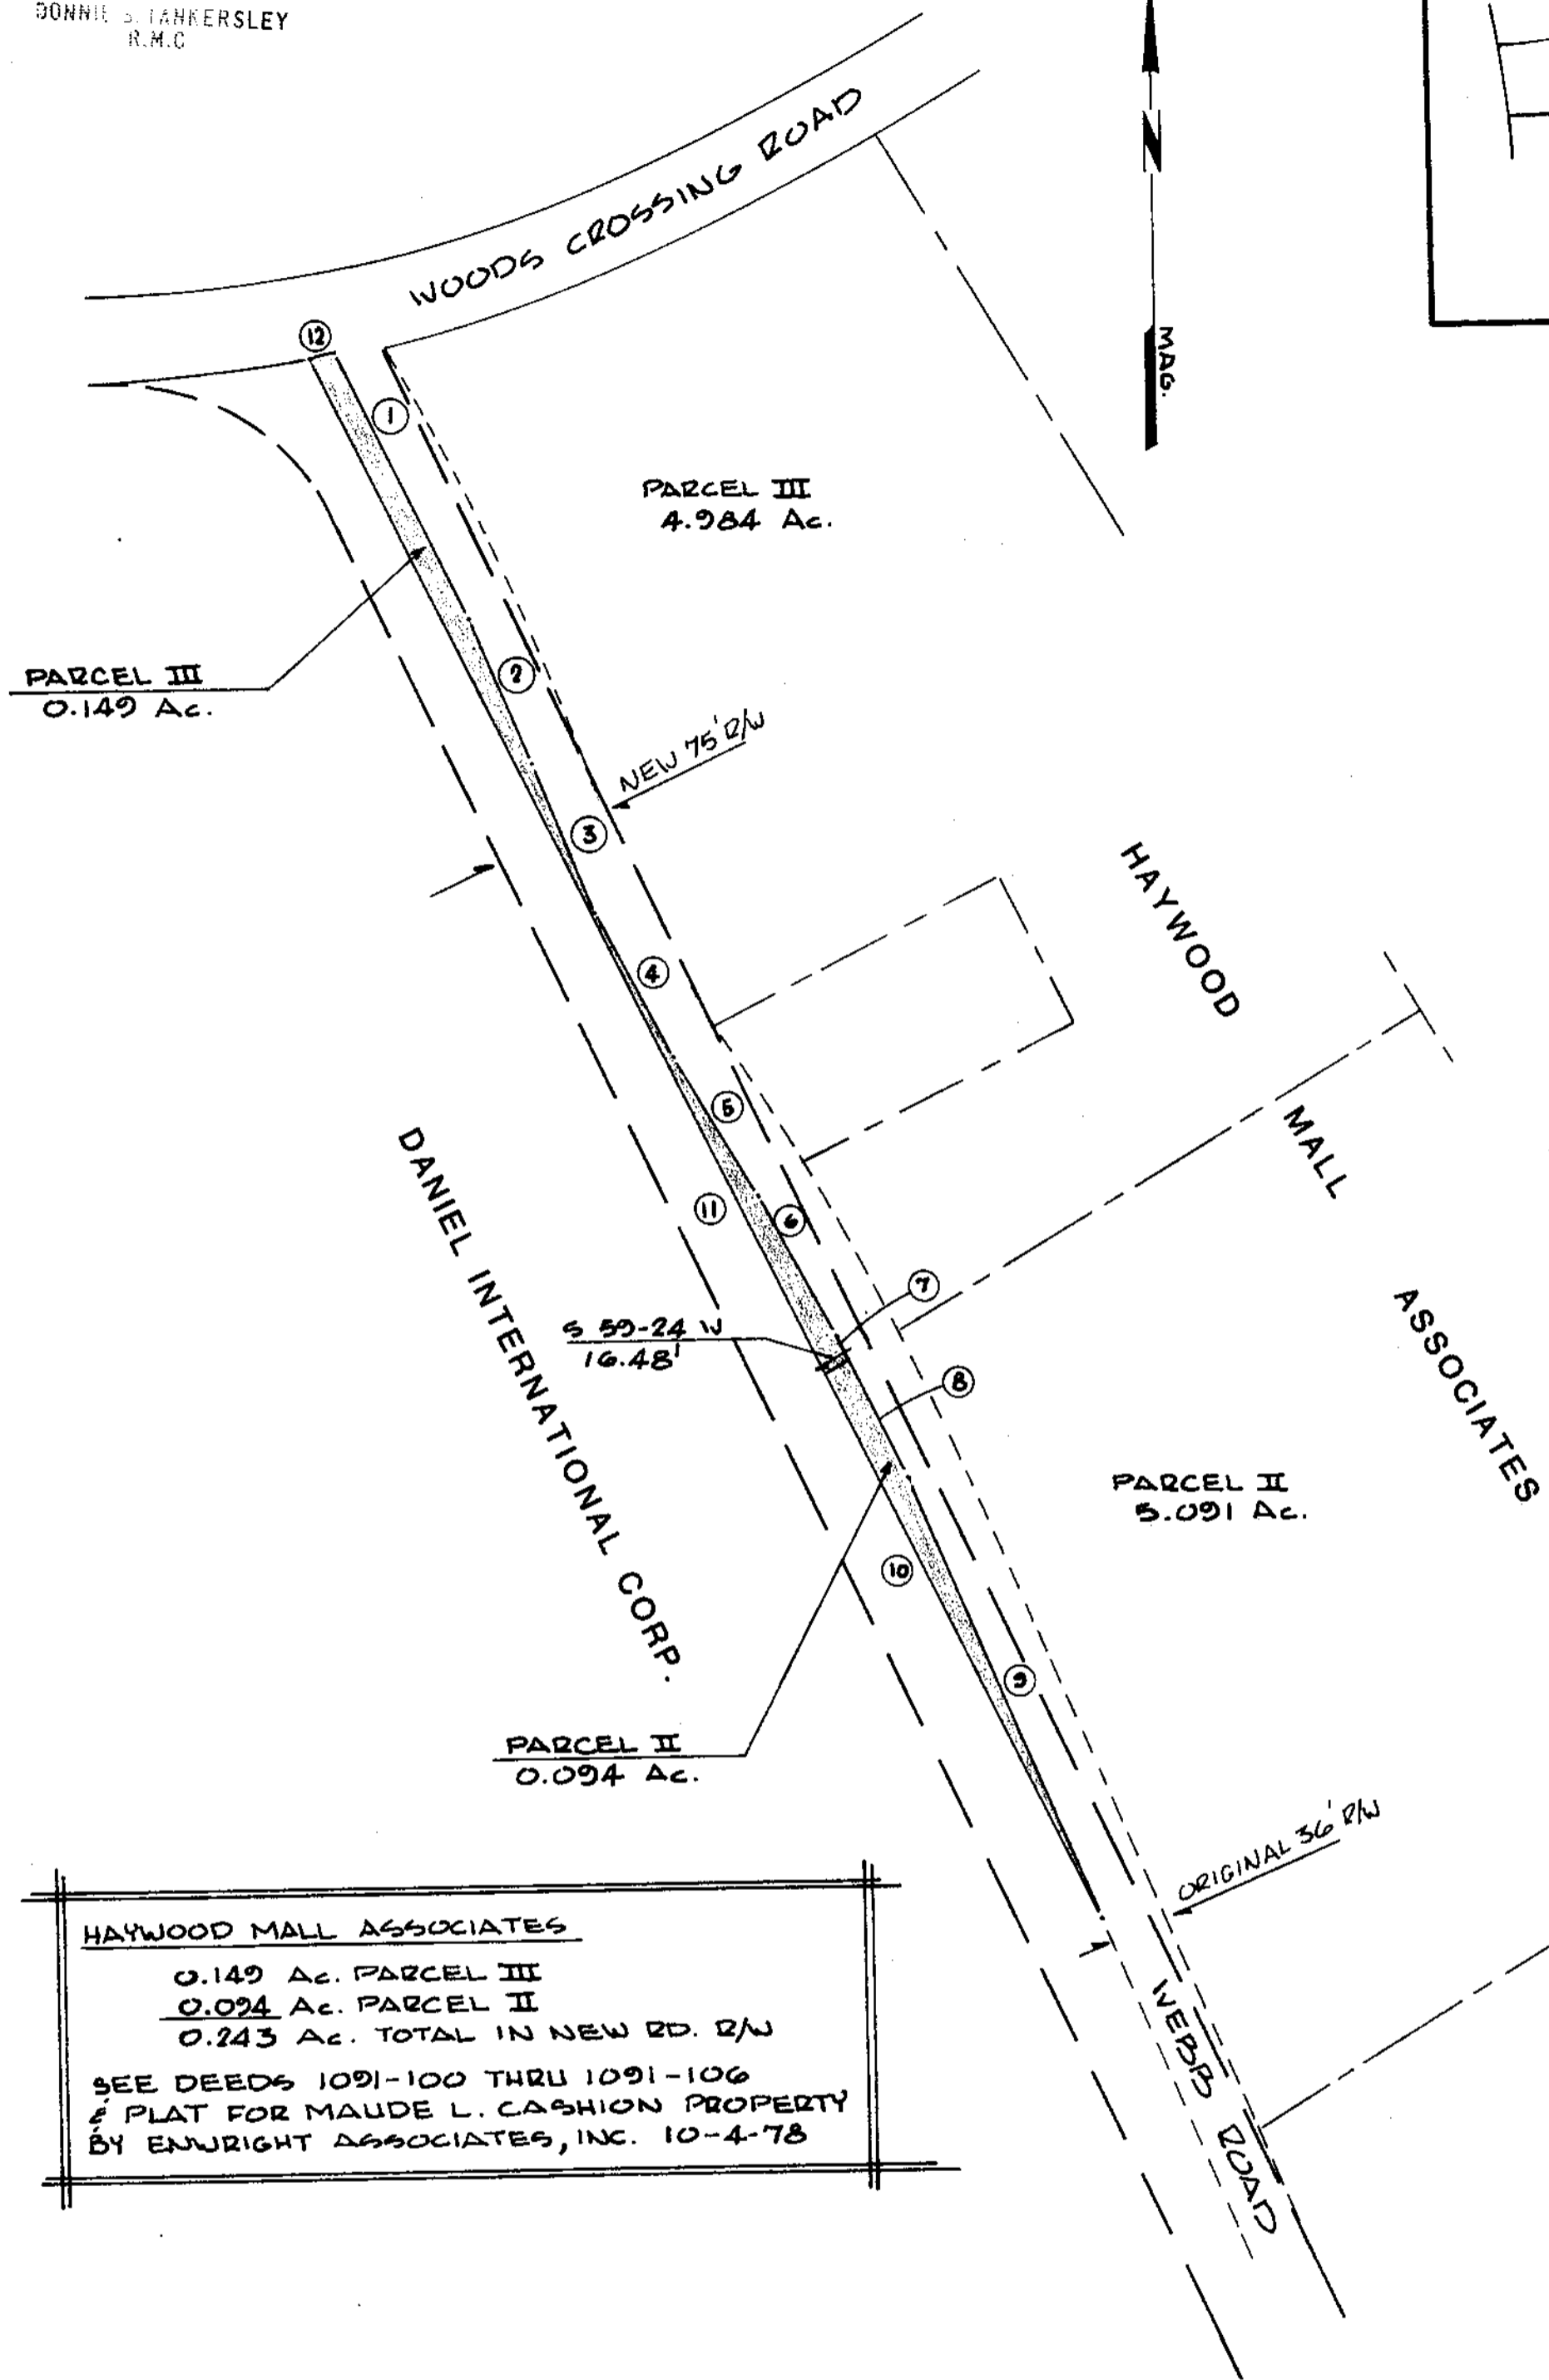 DONNIE S. TANKERSLEY
R.M.C
WOODS CROSSING ROAD
N
MAG.
12
1
PARCEL III
4.984 Ac.
PARCEL III
0.149 Ac.
2
NEW 75' R/W
3
HAYWOOD
4
5
MALL
DANIEL INTERNATIONAL CORP.
11
6
7
S 59-24 W
16.48'
8
ASSOCIATES
PARCEL II
5.091 Ac.
10
9
PARCEL II
0.094 Ac.
ORIGINAL 36' R/W
WEBB ROAD
HAYWOOD MALL ASSOCIATES
0.149 Ac. PARCEL III
0.094 Ac. PARCEL II
0.243 Ac. TOTAL IN NEW RD. R/W
SEE DEEDS 1091-100 THRU 1091-106
& PLAT FOR MAUDE L. CASHION PROPERTY
BY ENWRIGHT ASSOCIATES, INC. 10-4-78